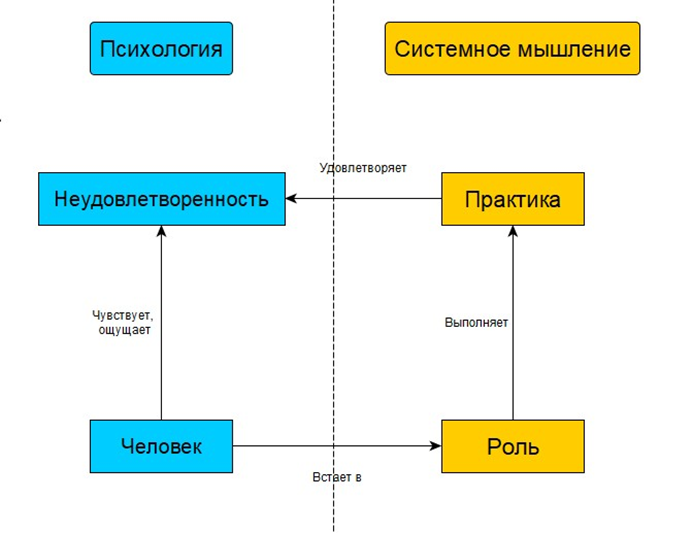 Психология
Системное мышление
Удовлетворяет
Неудовлетворенность
Практика
Чувствует,
ощущает
Выполняет
Человек
Роль
Встает в